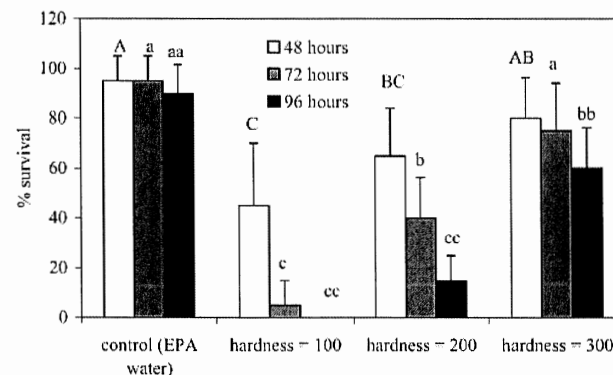 120
100
80
60
40
20
0
% survival
48 hours
72 hours
96 hours
A a aa
C c cc
BC b cc
AB a bb
control (EPA water)
hardness = 100
hardness = 200
hardness = 300